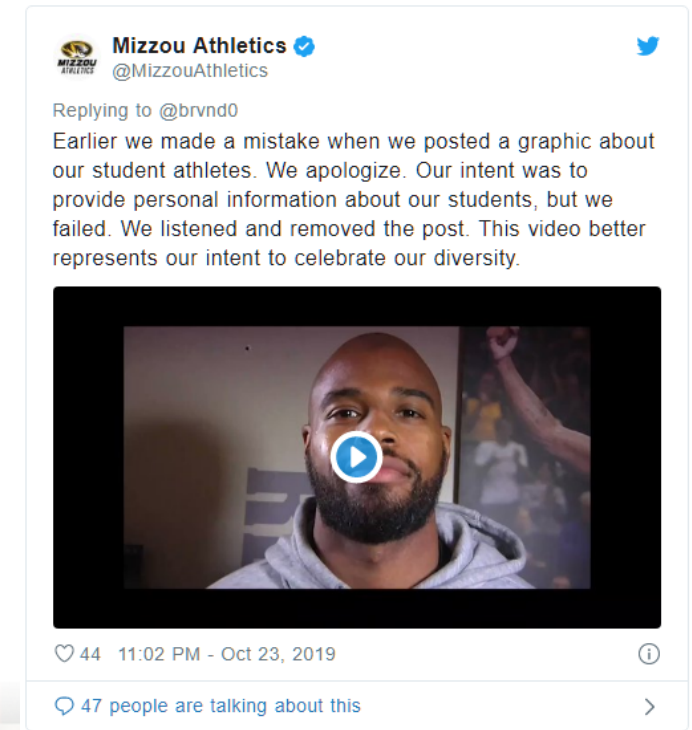 Mizzou Athletics
MIZZOU
ATHLETICS
@MizzouAthletics
Replying to @brvnd0
Earlier we made a mistake when we posted a graphic about
our student athletes. We apologize. Our intent was to
provide personal information about our students, but we
failed. We listened and removed the post. This video better
represents our intent to celebrate our diversity.
44 11:02 PM - Oct 23, 2019
47 people are talking about this